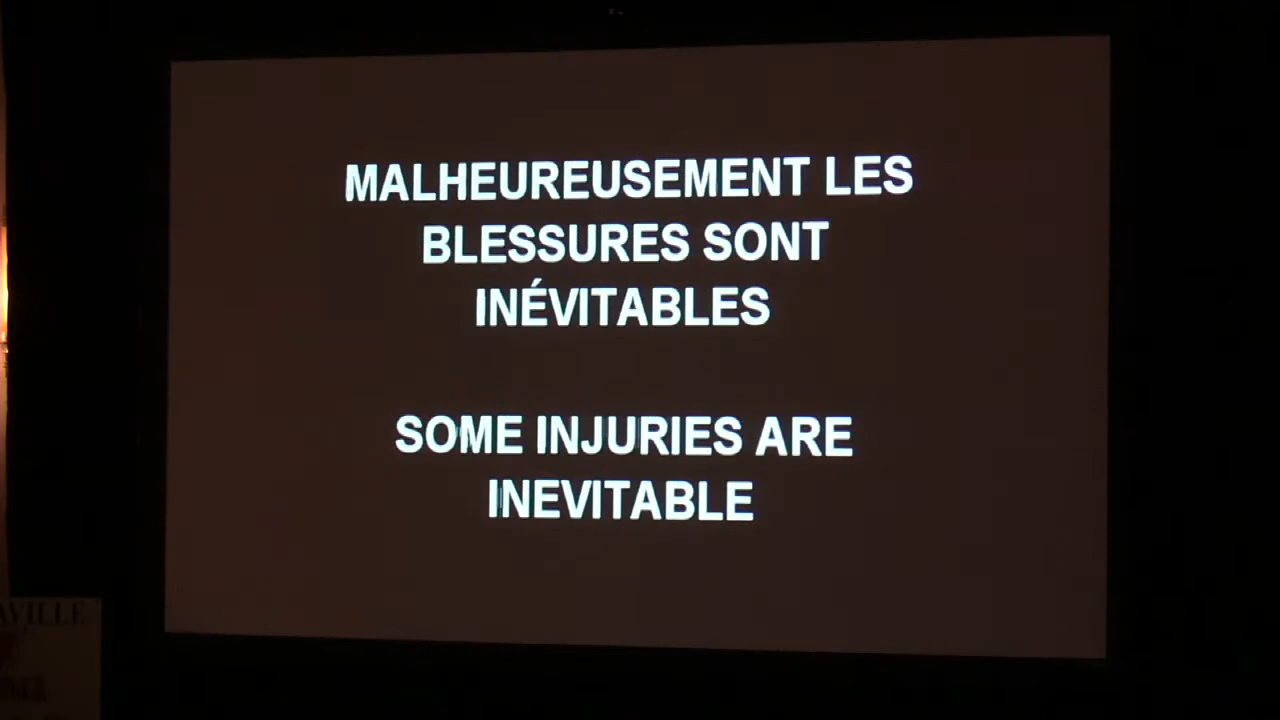 MALHEUREUSEMENT LES
BLESSURES SONT
INÉVITABLES
SOME INJURIES ARE
INEVITABLE